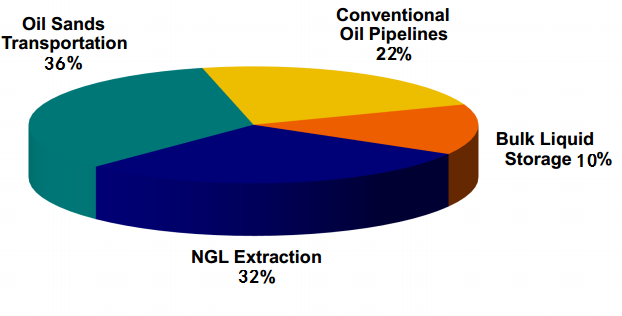 Oil Sands
Transportation
36%
Conventional
Oil Pipelines
22%
Bulk Liquid
Storage 10%
NGL Extraction
32%